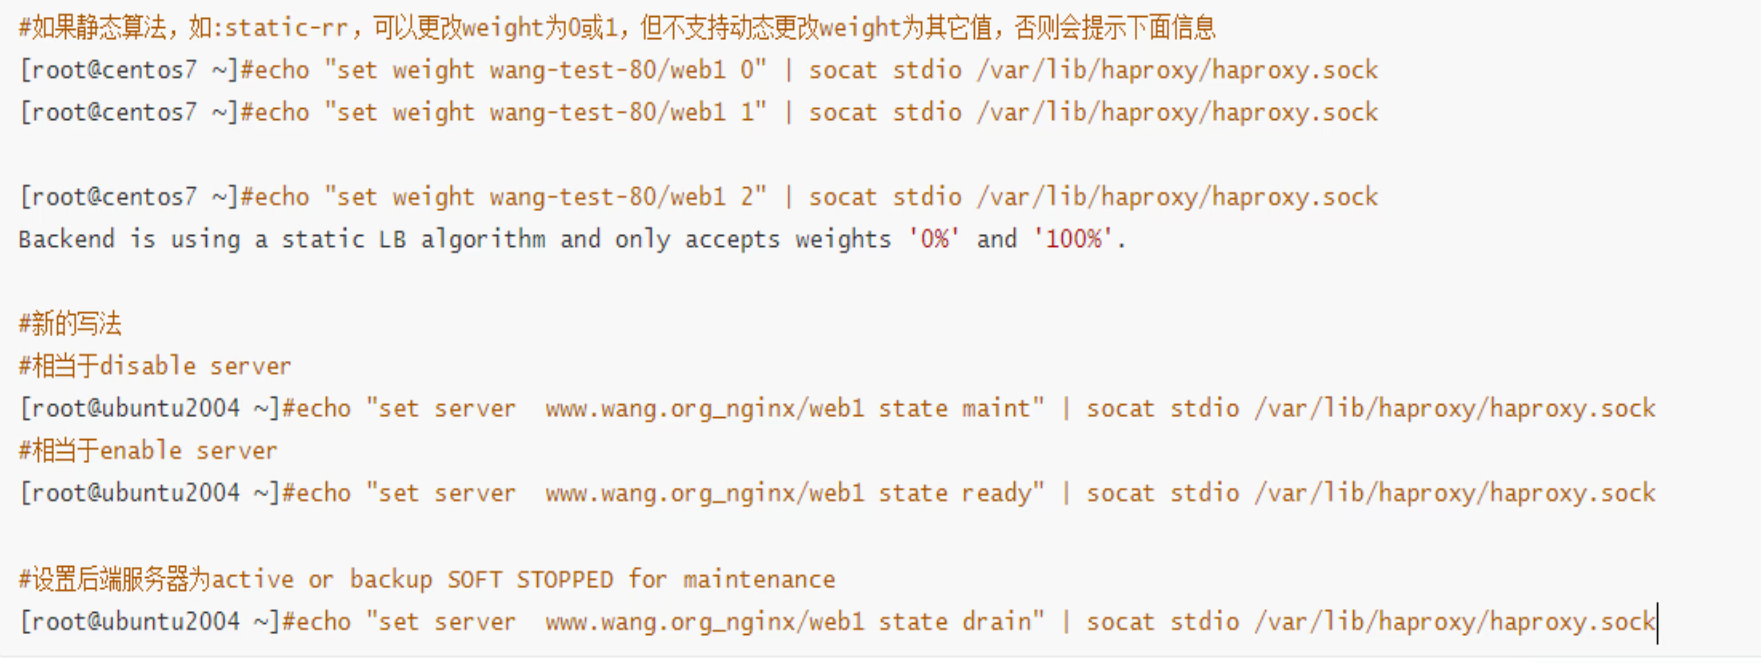 #如果静态算法，如:static-rr，可以更改weight为0或1，但不支持动态更改weight为其它值，否则会提示下面信息
[root@centos7 ~]#echo "set weight wang-test-80/web1 0" | socat stdio /var/lib/haproxy/haproxy.sock
[root@centos7 ~]#echo "set weight wang-test-80/web1 1" | socat stdio /var/lib/haproxy/haproxy.sock
[root@centos7 ~]#echo "set weight wang-test-80/web1 2" | socat stdio /var/lib/haproxy/haproxy.sock
Backend is using a static LB algorithm and only accepts weights '0%' and '100%'.
#新的写法
#相当于disable server
[root@ubuntu2004 ~]#echo "set server  www.wang.org_nginx/web1 state maint" | socat stdio /var/lib/haproxy/haproxy.sock
#相当于enable server
[root@ubuntu2004 ~]#echo "set server  www.wang.org_nginx/web1 state ready" | socat stdio /var/lib/haproxy/haproxy.sock
#设置后端服务器为active or backup SOFT STOPPED for maintenance
[root@ubuntu2004 ~]#echo "set server  www.wang.org_nginx/web1 state drain" | socat stdio /var/lib/haproxy/haproxy.sock